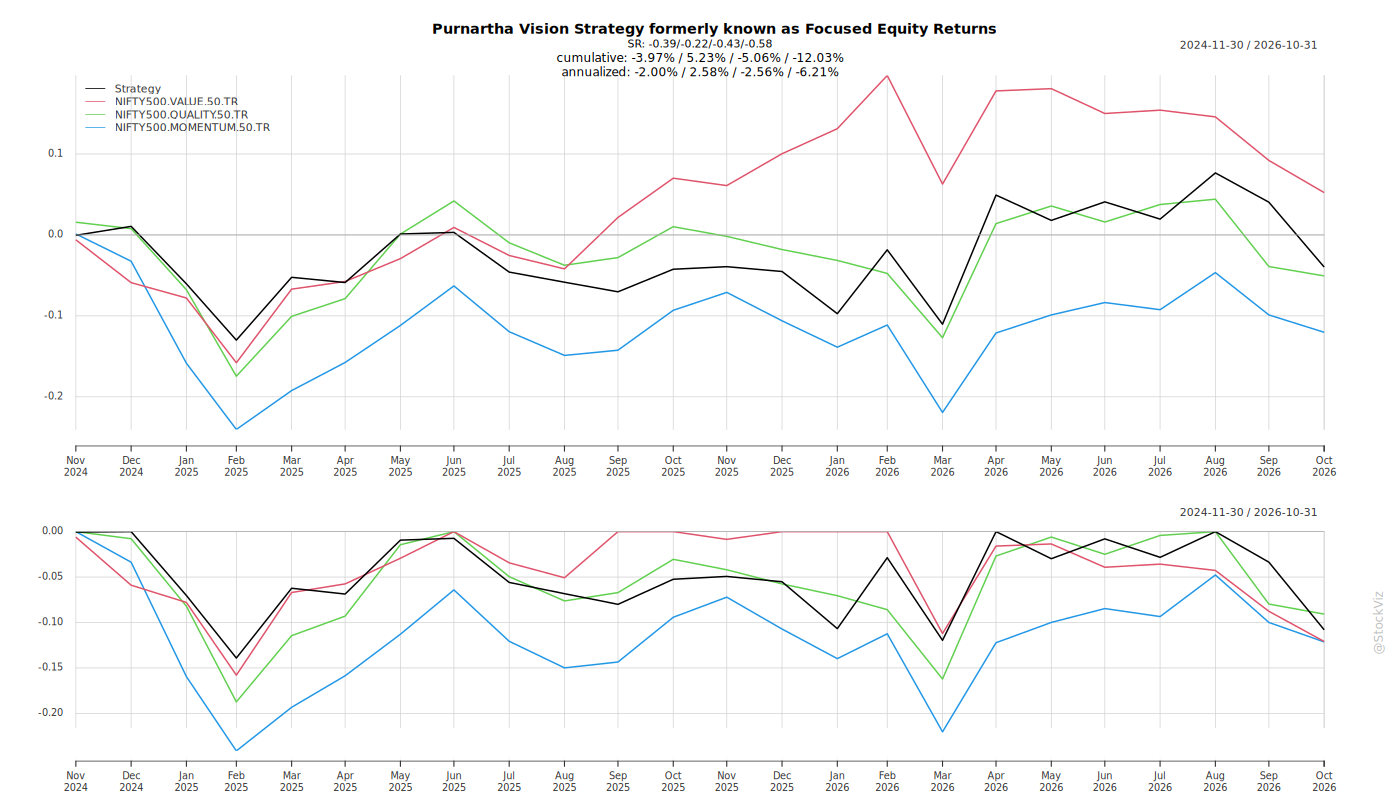 Purnartha Vision Strategy formerly known as Focused Equity Returns
SR: -0.39/-0.22/-0.43/-0.58
cumulative: -3.97% / 5.23% / -5.06% / -12.03%
annualized: -2.00% / 2.58% / -2.56% / -6.21%
2024-11-30 / 2026-10-31
Strategy
NIFTY500.VALUE.50.TR
NIFTY500.QUALITY50.TR
NIFTY500.MOMENTUM.50.TR
0.1
0.0
-0.1
-0.2
Nov Dec Jan Feb Mar Apr May Jun Jul Aug Sep Oct Nov Dec Jan Feb Mar Apr May Jun Jul Aug Sep Oct
2024 2024 2025 2025 2025 2025 2025 2025 2025 2025 2025 2025 2025 2025 2026 2026 2026 2026 2026 2026 2026 2026 2026 2026
2024-11-30 / 2026-10-31
0.00
-0.05
-0.10
-0.15
-0.20
Nov Dec Jan Feb Mar Apr May Jun Jul Aug Sep Oct Nov Dec Jan Feb Mar Apr May Jun Jul Aug Sep Oct
2024 2024 2025 2025 2025 2025 2025 2025 2025 2025 2025 2025 2025 2025 2026 2026 2026 2026 2026 2026 2026 2026 2026 2026
@StockViz